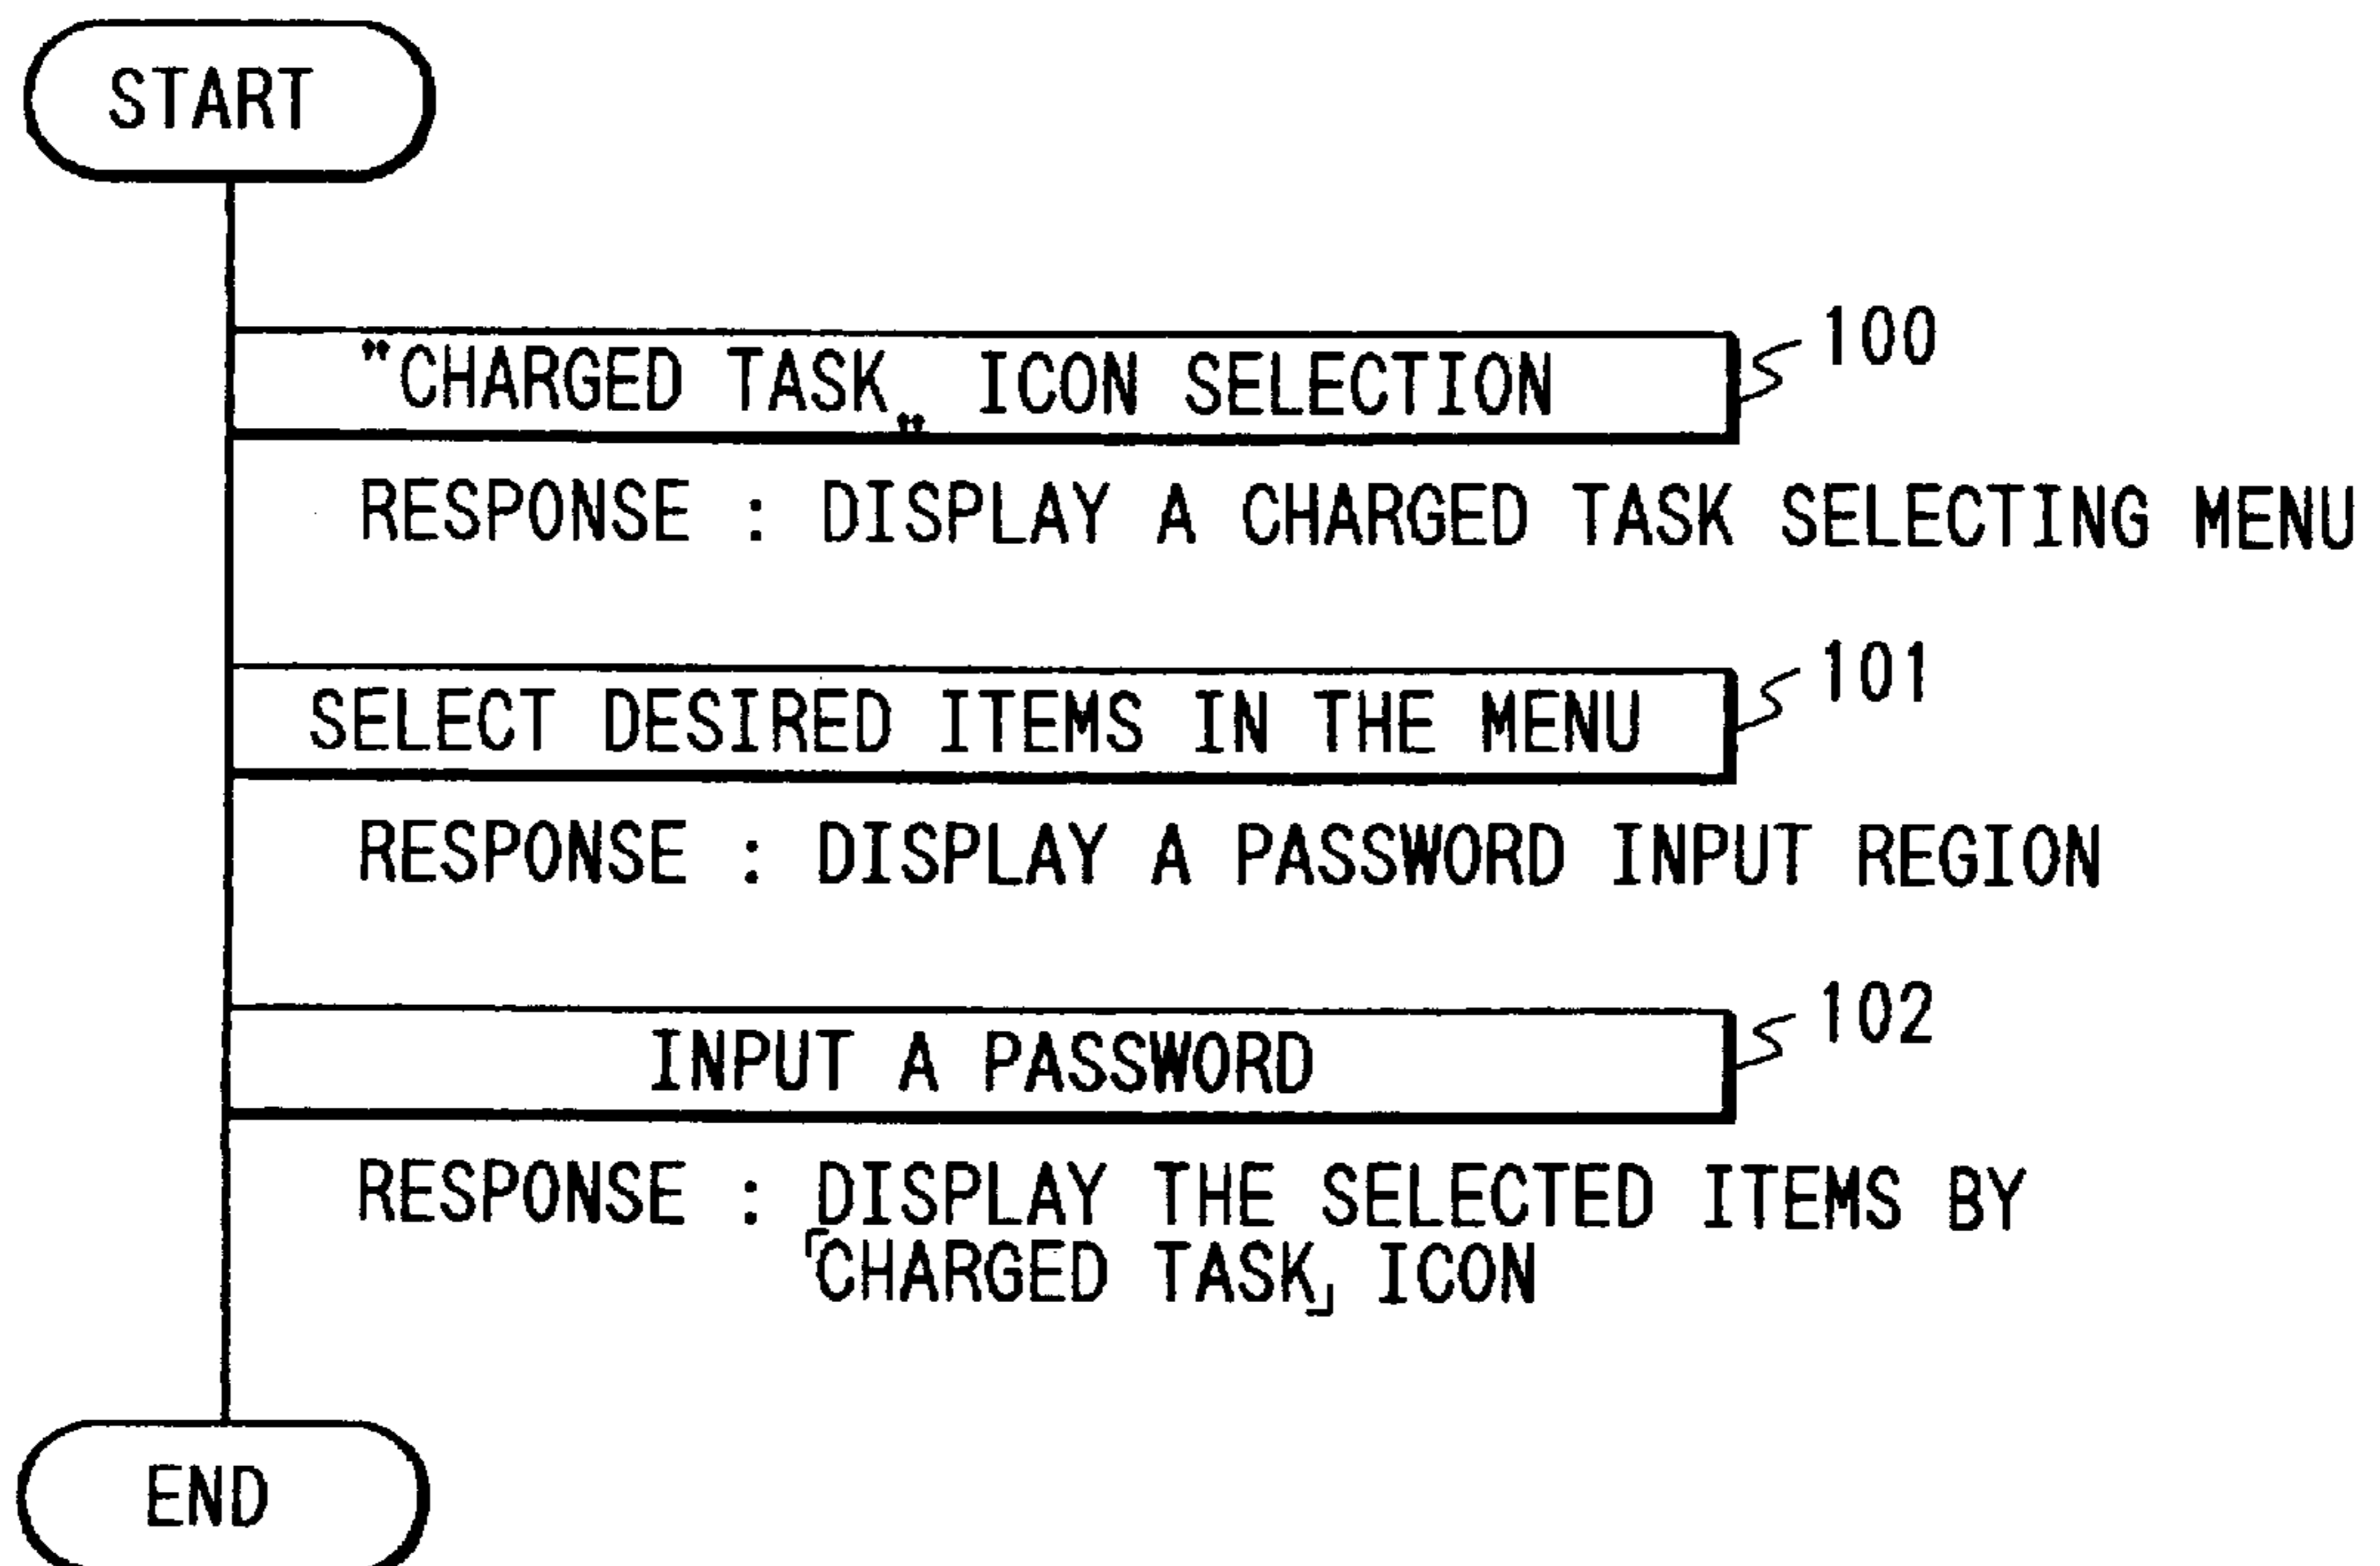 START
100
"CHARGED TASK„ ICON SELECTION
RESPONSE : DISPLAY A CHARGED TASK SELECTING MENU
101
SELECT DESIRED ITEMS IN THE MENU
RESPONSE : DISPLAY A PASSWORD INPUT REGION
102
INPUT A PASSWORD
RESPONSE : DISPLAY THE SELECTED ITEMS BY
「CHARGED TASK」 ICON
END